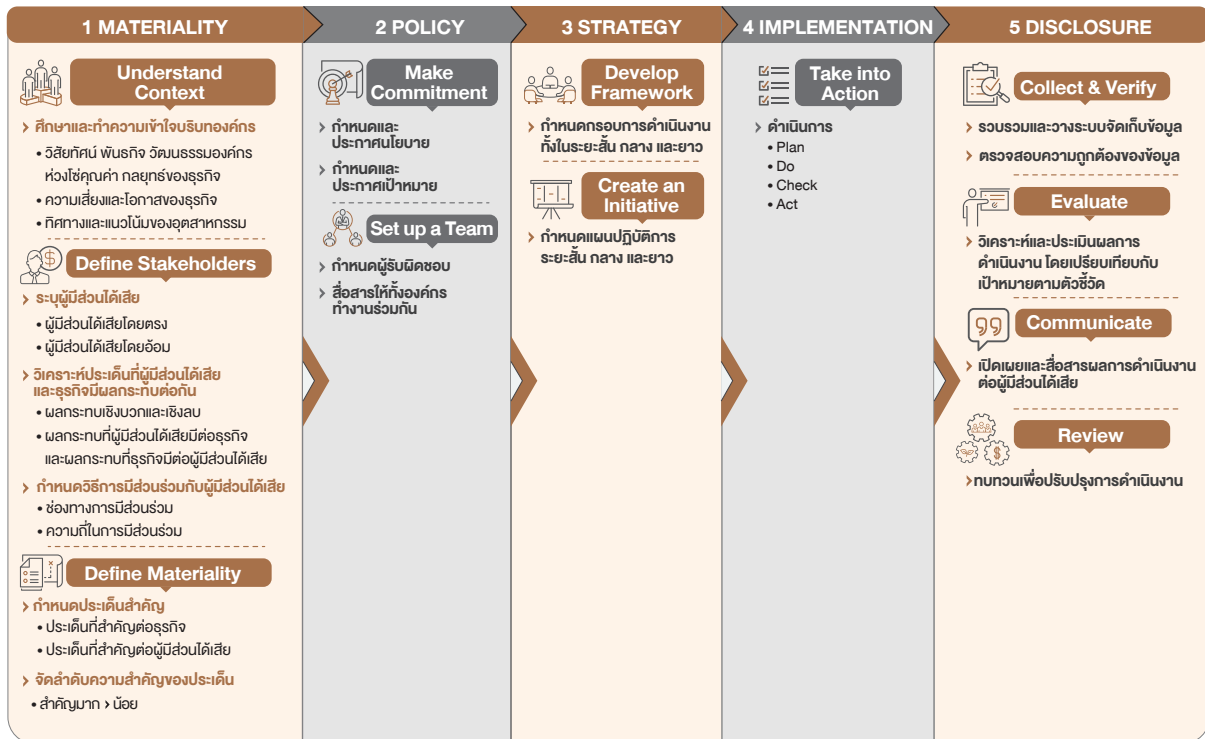 1 MATERIALITY
Understand
Context
› ศึกษาและทำความเข้าใจบริบทองค์กร
• วิสัยทัศน์ พันธกิจ วัฒนธรรมองค์กร
ห่วงโซ่คุณค่า กลยุทธ์ของธุรกิจ
• ความเสี่ยงและโอกาสของธุรกิจ
• ทิศทางและแนวโน้มของอุตสาหกรรม
Define Stakeholders
› ระบุผู้มีส่วนได้เสีย
• ผู้มีส่วนได้เสียโดยตรง
• ผู้มีส่วนได้เสียโดยอ้อม
› วิเคราะห์ประเด็นที่ผู้มีส่วนได้เสีย
และธุรกิจมีผลกระทบต่อกัน
• ผลกระทบเชิงบวกและเชิงลบ
• ผลกระทบที่ผู้มีส่วนได้เสียมีต่อธุรกิจ
และผลกระทบที่ธุรกิจมีต่อผู้มีส่วนได้เสีย
› กำหนดวิธีการมีส่วนร่วมกับผู้มีส่วนได้เสีย
• ช่องทางการมีส่วนร่วม
• ความถี่ในการมีส่วนร่วม
Define Materiality
› กำหนดประเด็นสำคัญ
• ประเด็นที่สำคัญต่อธุรกิจ
• ประเด็นที่สำคัญต่อผู้มีส่วนได้เสีย
› จัดลำดับความสำคัญของประเด็น
• สำคัญมาก › น้อย
2 POLICY
Make
Commitment
› กำหนดและ
ประกาศนโยบาย
› กำหนดและ
ประกาศเป้าหมาย
Set up a Team
› กำหนดผู้รับผิดชอบ
› สื่อสารให้ทั้งองค์กร
ทำงานร่วมกัน
3 STRATEGY
Develop
Framework
› กำหนดกรอบการดำเนินงาน
ทั้งในระยะสั้น กลาง และยาว
Create an
Initiative
› กำหนดแผนปฏิบัติการ
ระยะสั้น กลาง และยาว
4 IMPLEMENTATION
Take into
Action
› ดำเนินการ
• Plan
• Do
• Check
• Act
5 DISCLOSURE
Collect & Verify
› รวบรวมและวางระบบจัดเก็บข้อมูล
› ตรวจสอบความถูกต้องของข้อมูล
Evaluate
› วิเคราะห์และประเมินผลการ
ดำเนินงาน โดยเปรียบเทียบกับ
เป้าหมายตามตัวชี้วัด
Communicate
› เปิดเผยและสื่อสารผลการดำเนินงาน
ต่อผู้มีส่วนได้เสีย
Review
›ทบทวนเพื่อปรับปรุงการดำเนินงาน